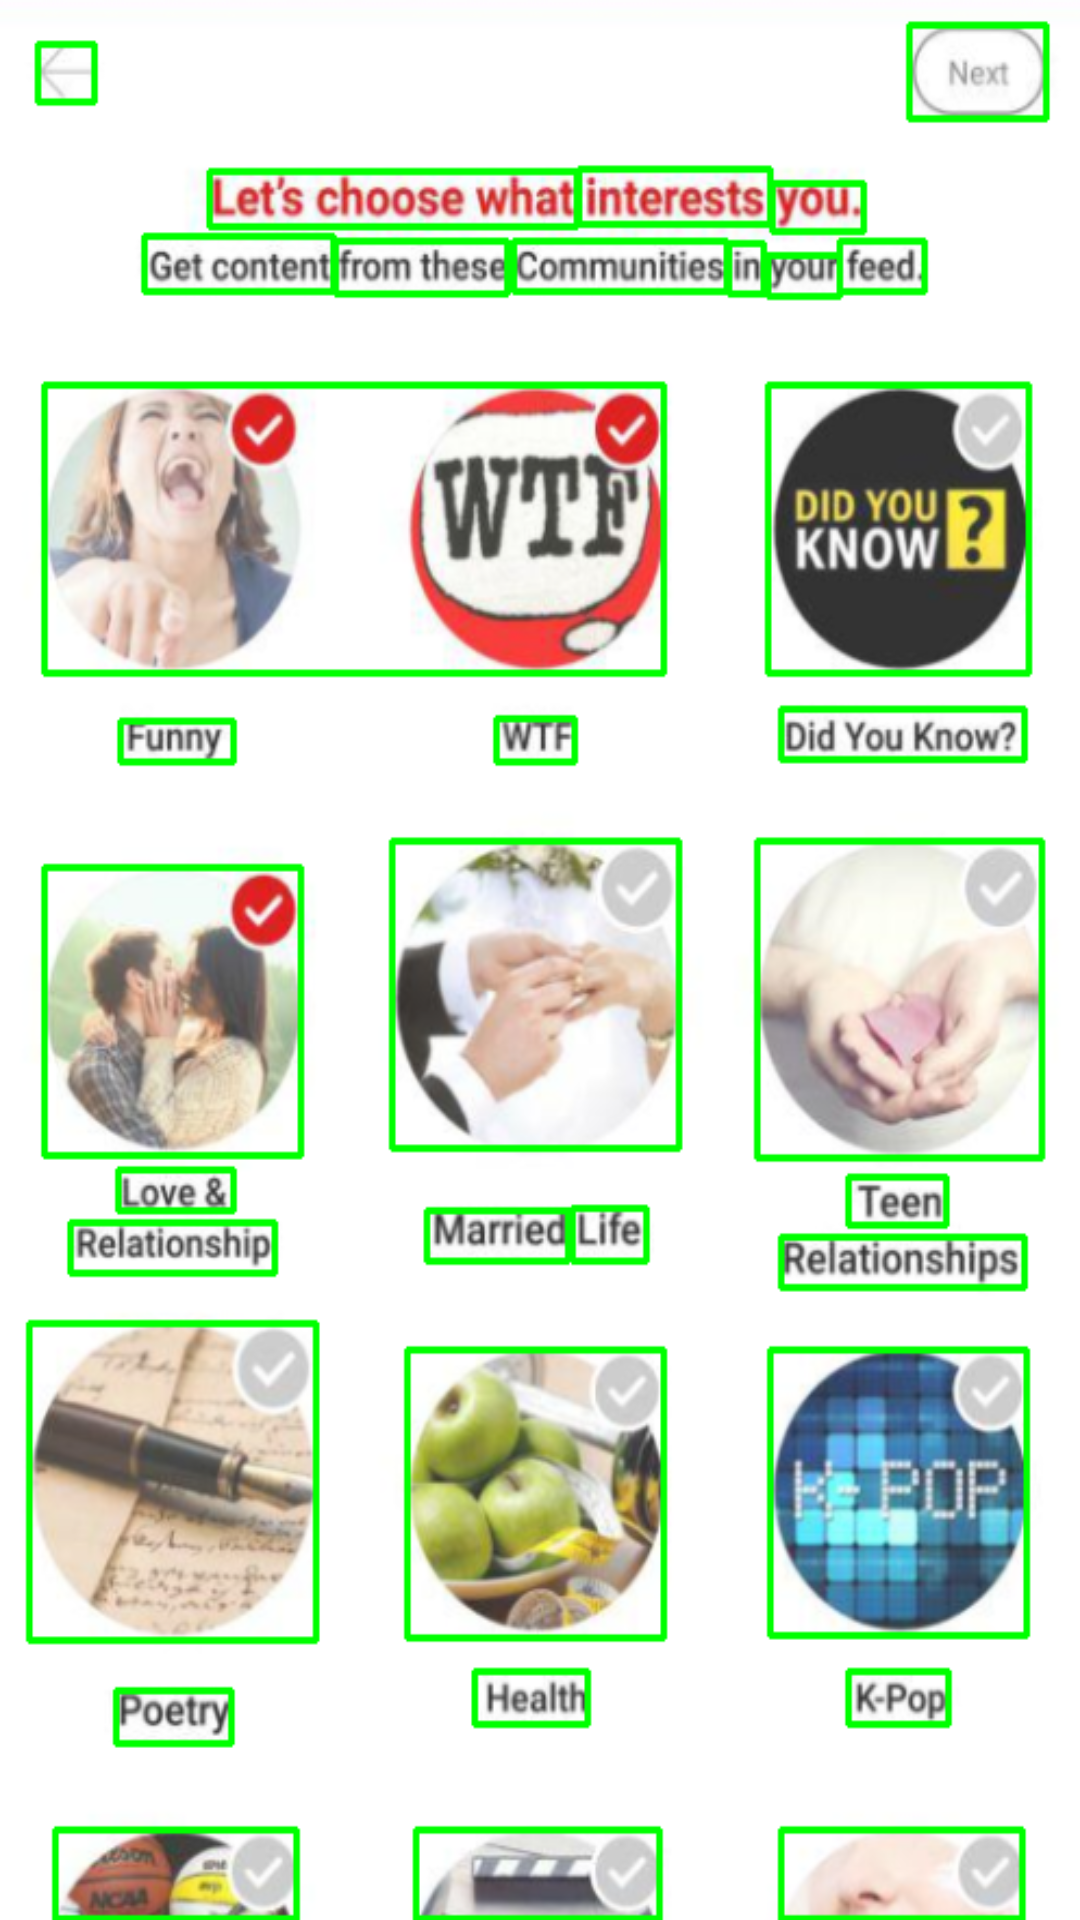 Next
Let's choose what interests you.
Get content from these Communities in your feed.
WTF
DID YOU
KNOW ?
Funny
WTF
Did You Know?
Love &
Relationship
Married Life
Teen
Relationships
K-POP
Poetry
Health
K-Pop
NCAA